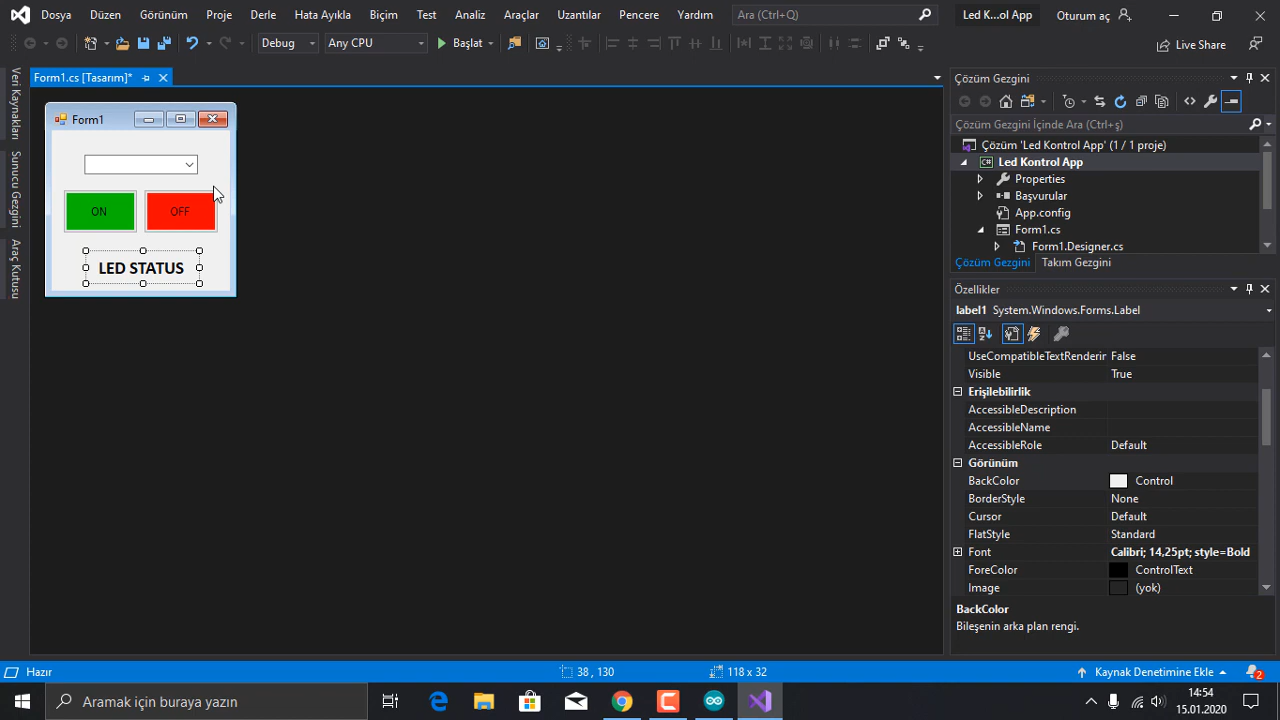 Dosya Düzen Görünüm Proje Derle Hata Ayıkla Biçim Test Analiz Araçlar Uzantılar Pencere Yardım Ara (Ctrl+Q) Led K...ol App Oturum aç
Debug Any CPU Başlat Live Share
Form1.cs [Tasarım]*
Veri Kaynakları
Sunucu Gezgini
Araç Kutusu
Form1
ON OFF
LED STATUS
Çözüm Gezgini
Çözüm Gezgini İçinde Ara (Ctrl+ş)
Çözüm 'Led Kontrol App' (1 / 1 proje)
Led Kontrol App
Properties
Başvurular
App.config
Form1.cs
Form1.Designer.cs
Çözüm Gezgini Takım Gezgini
Özellikler
label1 System.Windows.Forms.Label
UseCompatibleTextRenderir False
Visible True
Erişilebilirlik
AccessibleDescription
AccessibleName
AccessibleRole Default
Görünüm
BackColor Control
BorderStyle None
Cursor Default
FlatStyle Standard
Font Calibri; 14,25pt; style=Bold
ForeColor ControlText
Image (yok)
BackColor
Bileşenin arka plan rengi.
Hazır 38 , 130 118 x 32 Kaynak Denetimine Ekle 2
Aramak için buraya yazın
14:54
15.01.2020